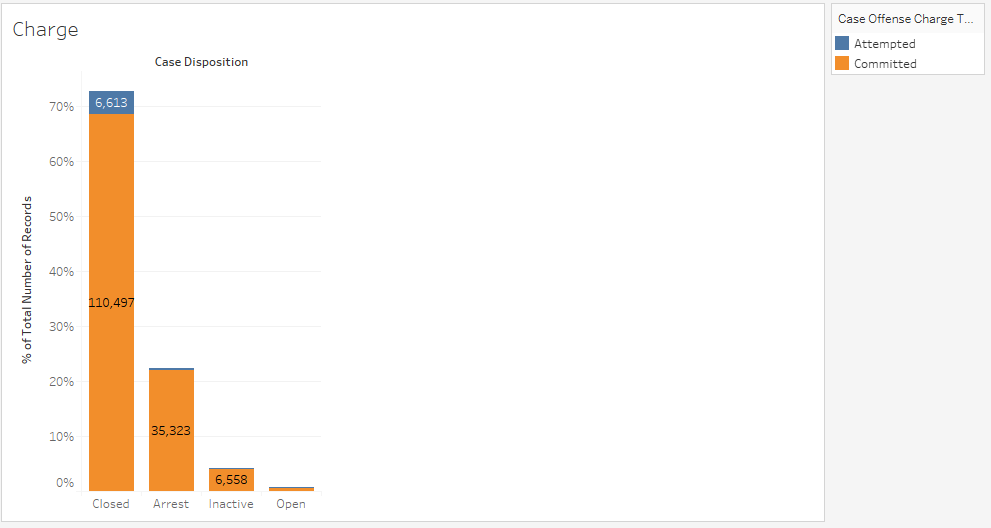 Charge
Case Disposition
% of Total Number of Records
70%
60%
50%
40%
30%
20%
10%
0%
6,613
110,497
35,323
6,558
Closed Arrest Inactive Open
Case Offense Charge T...
Attempted
Committed